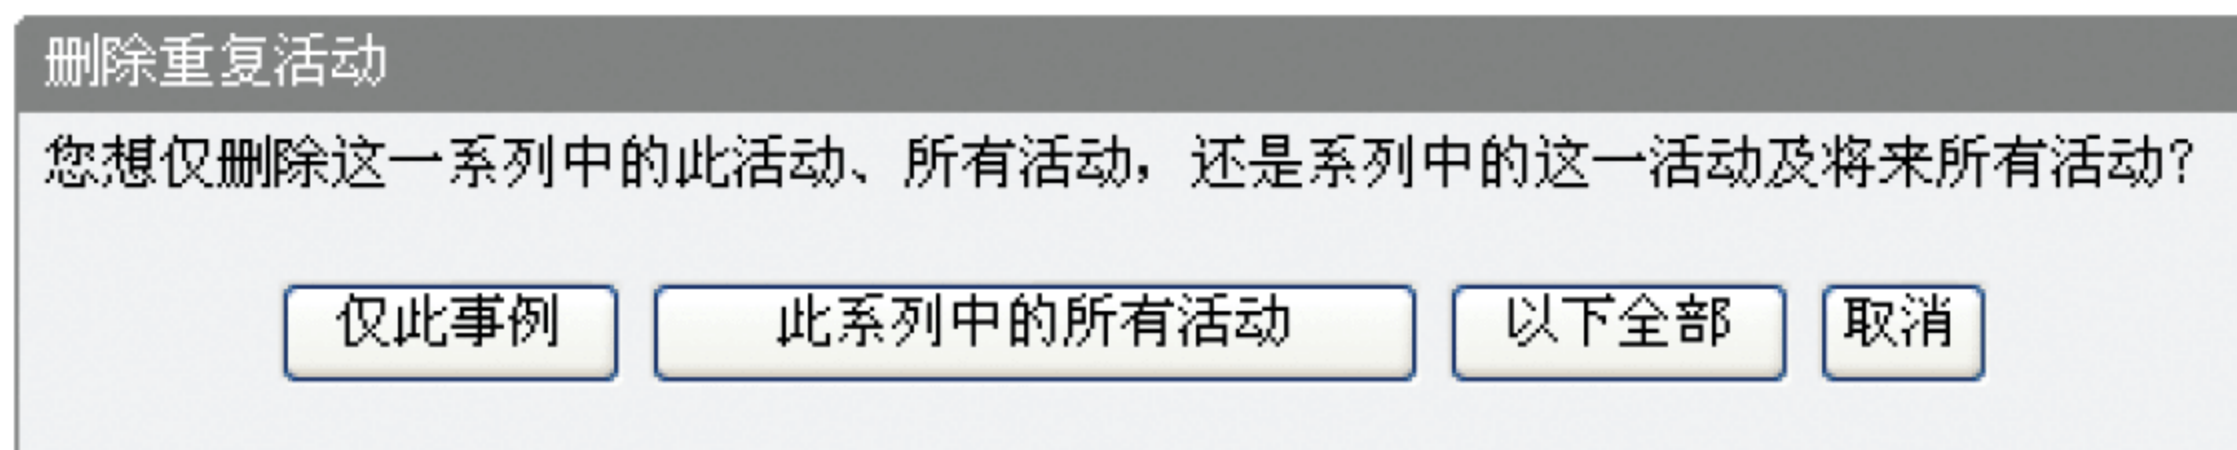 删除重复活动
您想仅删除这一系列中的此活动、所有活动，还是系列中的这一活动及将来所有活动？
仅此事例 此系列中的所有活动 以下全部 取消